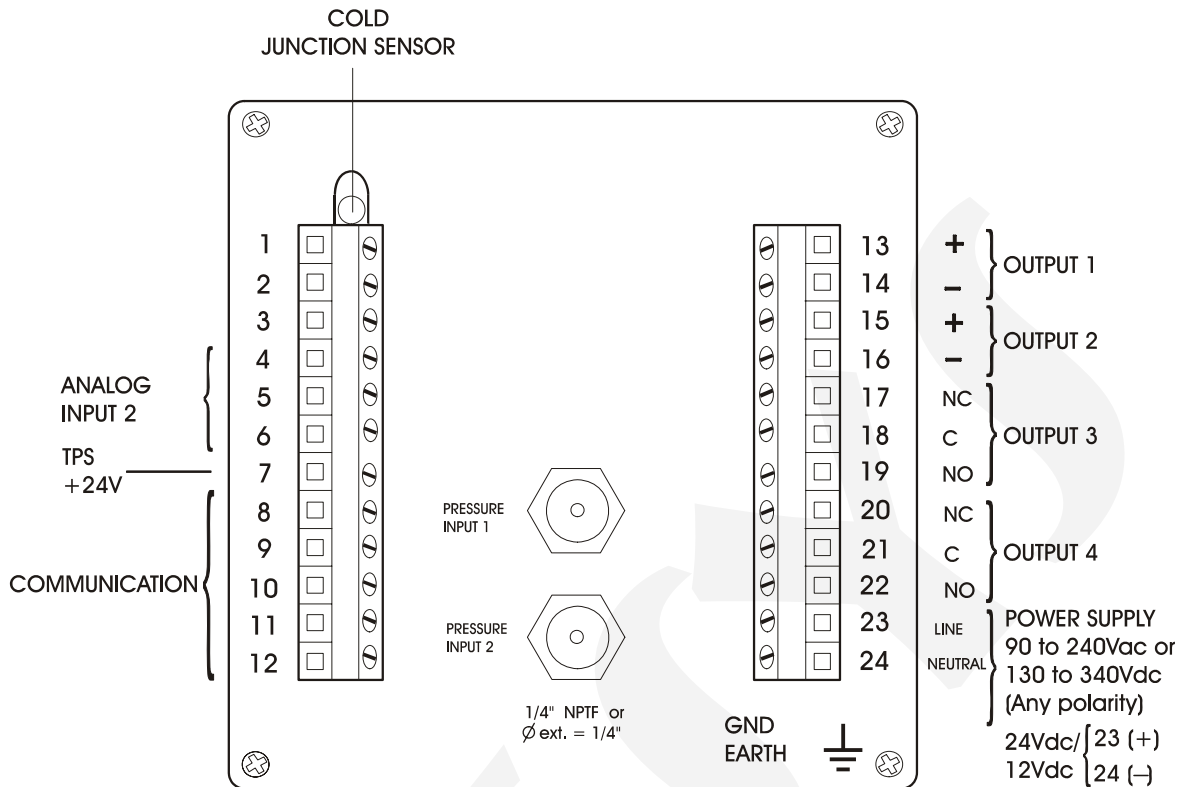 COLD
JUNCTION SENSOR
1
2
3
4
5
6
7
8
9
10
11
12
ANALOG
INPUT 2
TPS
+24V
COMMUNICATION
PRESSURE
INPUT 1
PRESSURE
INPUT 2
1/4" NPTF or
Ø ext. = 1/4"
13 +
14 −
OUTPUT 1
15 +
16 −
OUTPUT 2
17 NC
18 C
19 NO
OUTPUT 3
20 NC
21 C
22 NO
OUTPUT 4
23 LINE
24 NEUTRAL
POWER SUPPLY
90 to 240Vac or
130 to 340Vdc
(Any polarity)
24Vdc/ 23 (+)
12Vdc 24 (−)
GND
EARTH